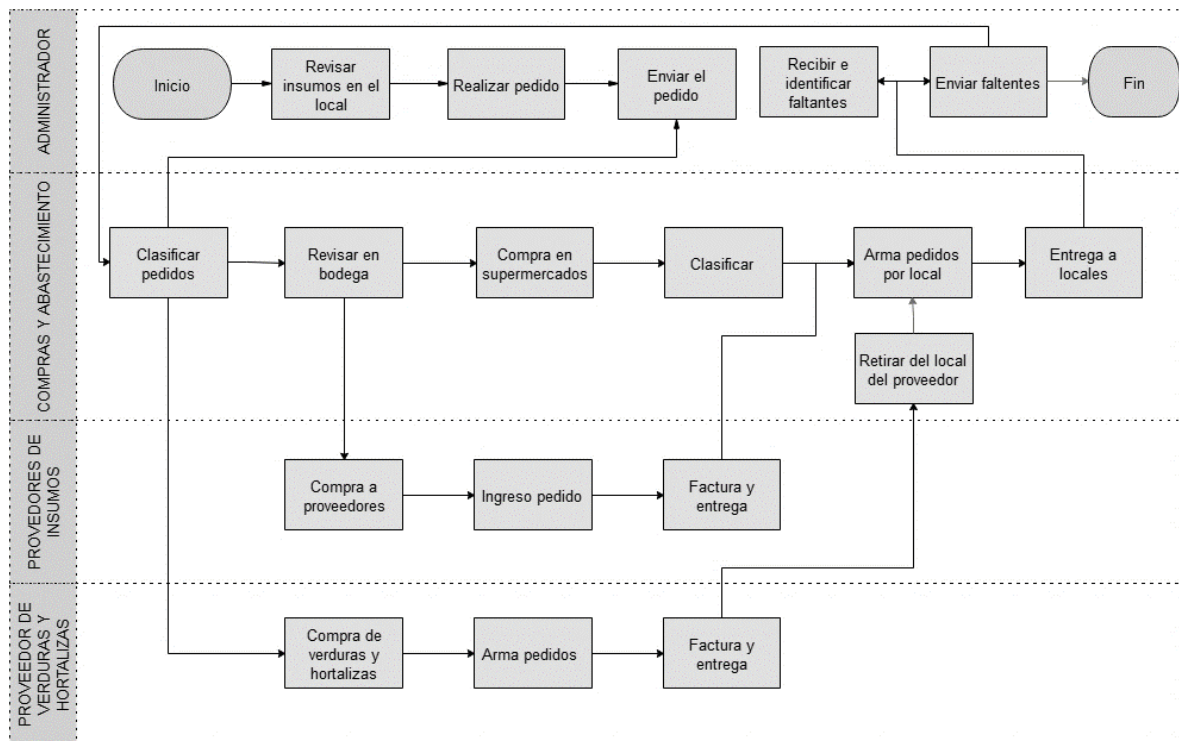 ADMINISTRADOR
Inicio
Revisar
insumos en el
local
Realizar pedido
Enviar el
pedido
Recibir e
identificar
faltantes
Enviar faltentes
Fin
COMPRAS Y ABASTECIMIENTO
Clasificar
pedidos
Revisar en
bodega
Compra en
supermercados
Clasificar
Arma pedidos
por local
Entrega a
locales
Retirar del local
del proveedor
PROVEDORES DE
INSUMOS
Compra a
proveedores
Ingreso pedido
Factura y
entrega
PROVEEDOR DE
VERDURAS Y
HORTALIZAS
Compra de
verduras y
hortalizas
Arma pedidos
Factura y
entrega